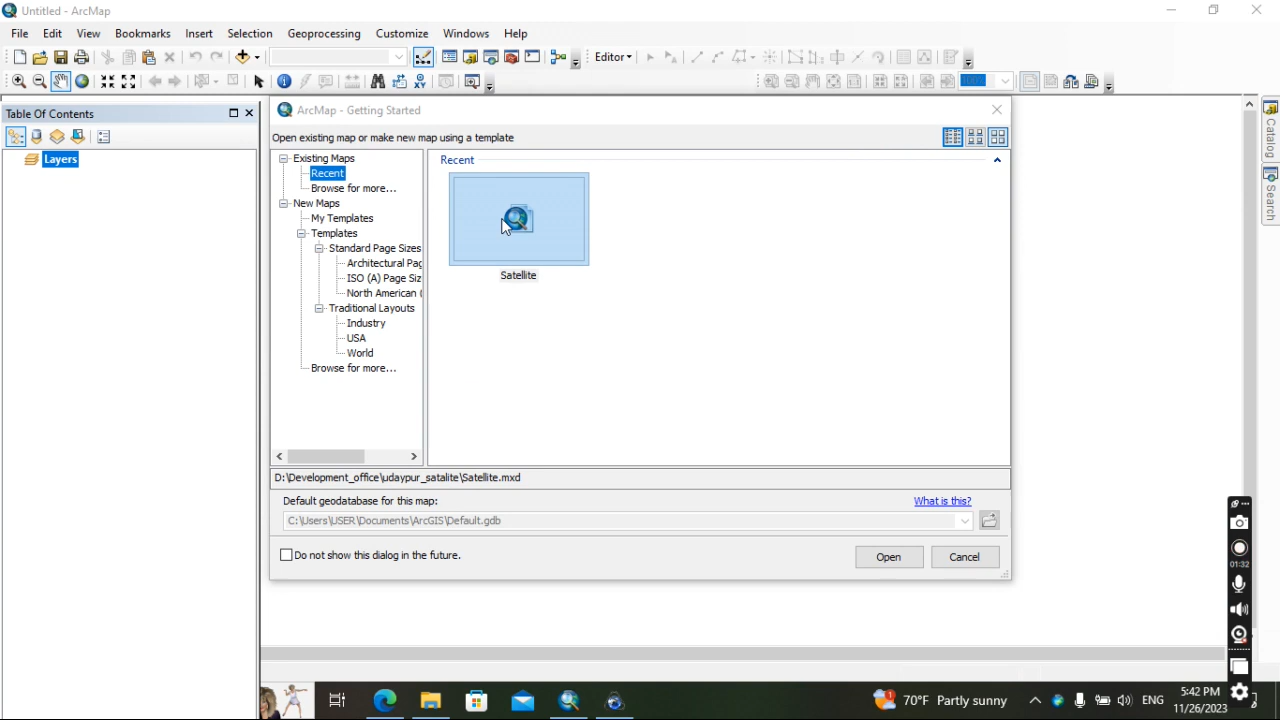 Untitled - ArcMap
File Edit View Bookmarks Insert Selection Geoprocessing Customize Windows Help
Editor
Table Of Contents
Layers
ArcMap - Getting Started
Open existing map or make new map using a template
Existing Maps
Recent
Browse for more...
New Maps
My Templates
Templates
Standard Page Sizes
Architectural Pag
ISO (A) Page Siz
North American (
Traditional Layouts
Industry
USA
World
Browse for more...
Recent
Satellite
D:\Development_office\udaypur_satalite\Satellite.mxd
Default geodatabase for this map:
What is this?
C:\Users\USER\Documents\ArcGIS\Default.gdb
Do not show this dialog in the future.
Open Cancel
Catalog
Search
01:32
1
70°F Partly sunny
ENG
5:42 PM
11/26/2023